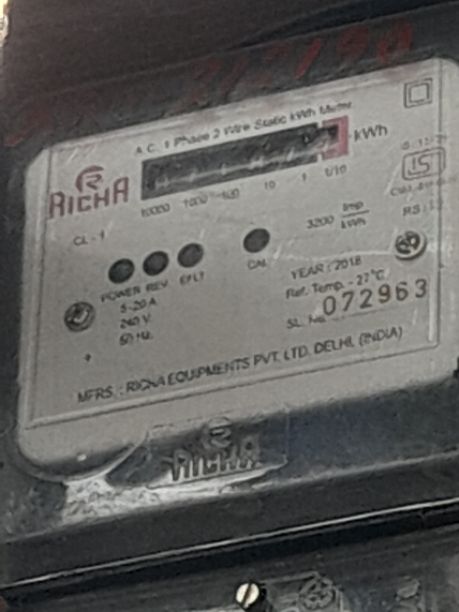 A.C. 1 Phase 2 Wire Static kWh Meter
RICHA
kWh
10000 1000 100 10 1 1/10
CL-1
3200 imp/kWh
POWER REV. E/LT CAL
5-20 A
240 V
50 Hz.
YEAR : 2018
Ref. Temp. - 27°C
SL. No. 072963
MFRS. : RICHA EQUIPMENTS PVT. LTD. DELHI, (INDIA)
RICHA